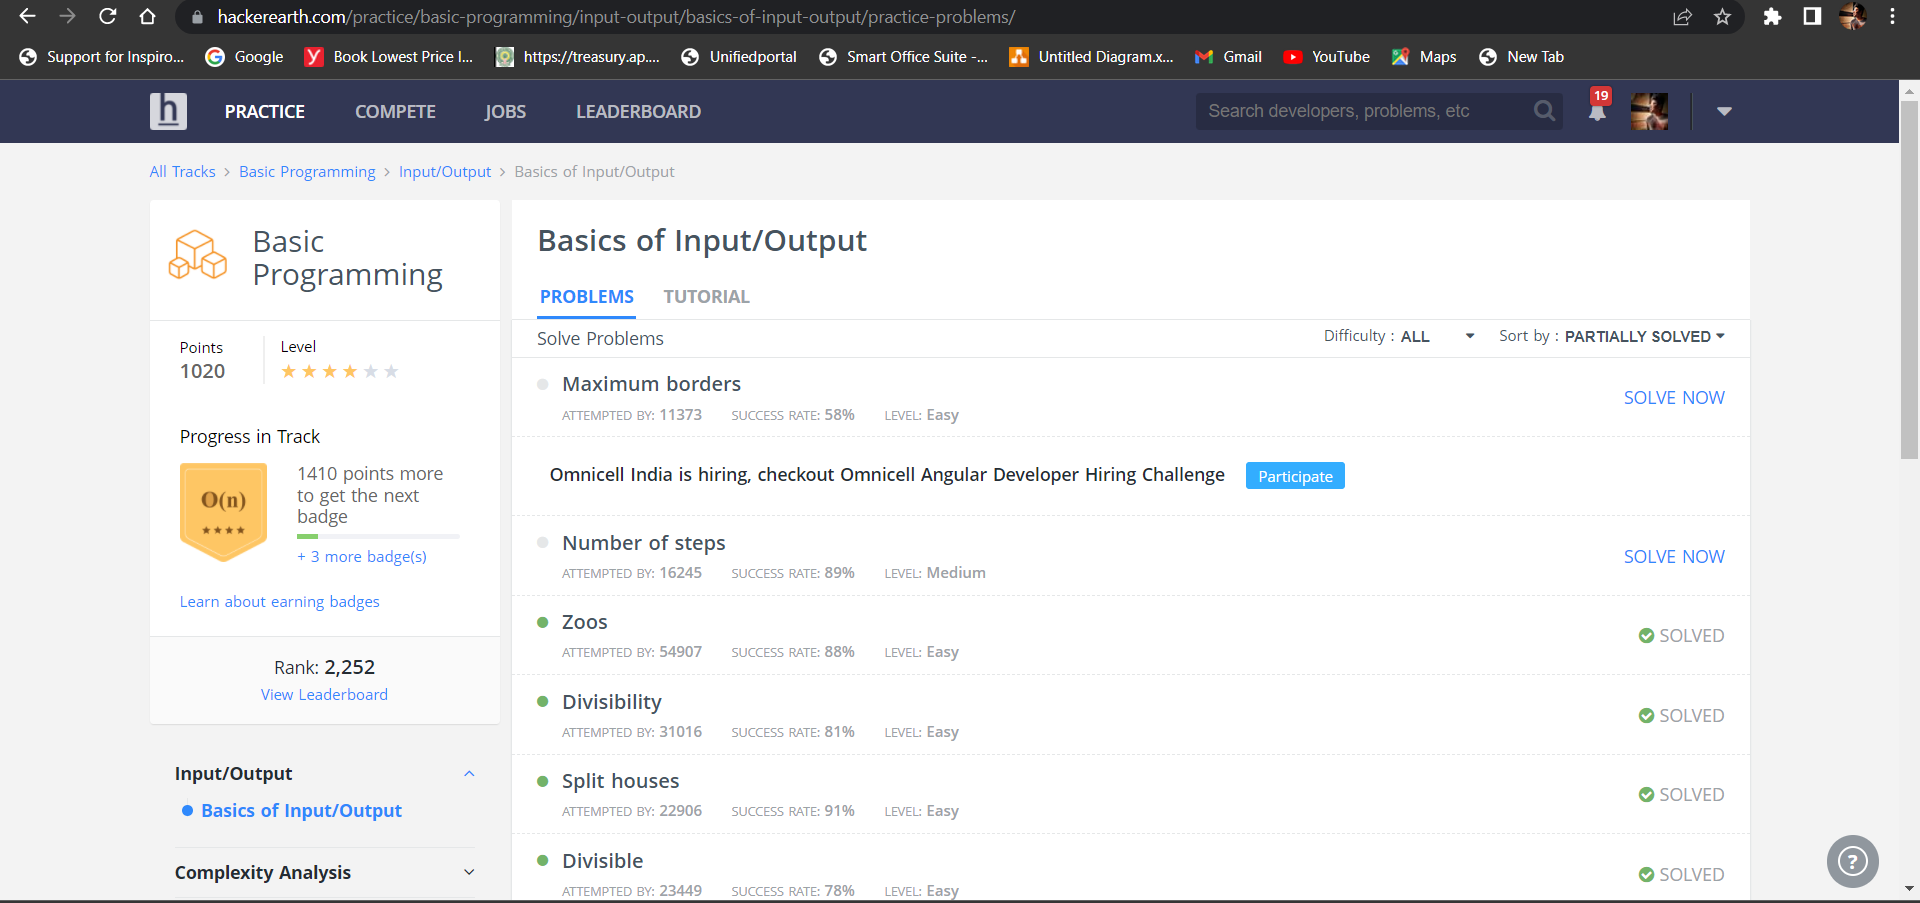 hackerearth.com/practice/basic-programming/input-output/basics-of-input-output/practice-problems/
Support for Inspiro... Google Book Lowest Price I... https://treasury.ap.... Unifiedportal Smart Office Suite -... Untitled Diagram.x... Gmail YouTube Maps New Tab
h PRACTICE COMPETE JOBS LEADERBOARD Search developers, problems, etc 19
All Tracks > Basic Programming > Input/Output > Basics of Input/Output
Basic
Programming
Points
1020
Level
Progress in Track
O(n)
1410 points more
to get the next
badge
+ 3 more badge(s)
Learn about earning badges
Rank: 2,252
View Leaderboard
Input/Output
Basics of Input/Output
Complexity Analysis
Basics of Input/Output
PROBLEMS TUTORIAL
Solve Problems Difficulty : ALL Sort by : PARTIALLY SOLVED
Maximum borders
ATTEMPTED BY: 11373 SUCCESS RATE: 58% LEVEL: Easy
SOLVE NOW
Omnicell India is hiring, checkout Omnicell Angular Developer Hiring Challenge Participate
Number of steps
ATTEMPTED BY: 16245 SUCCESS RATE: 89% LEVEL: Medium
SOLVE NOW
Zoos
ATTEMPTED BY: 54907 SUCCESS RATE: 88% LEVEL: Easy
SOLVED
Divisibility
ATTEMPTED BY: 31016 SUCCESS RATE: 81% LEVEL: Easy
SOLVED
Split houses
ATTEMPTED BY: 22906 SUCCESS RATE: 91% LEVEL: Easy
SOLVED
Divisible
ATTEMPTED BY: 23449 SUCCESS RATE: 78% LEVEL: Easy
SOLVED
?